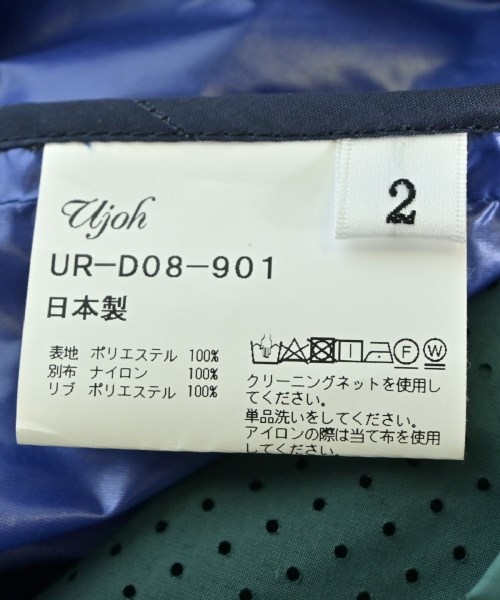 Ujoh
2
UR-D08-901
日本製
表地 ポリエステル 100%
別布 ナイロン 100%
リブ ポリエステル 100%
F W
クリーニングネットを使用し
てください。
単品洗いをしてください。
アイロンの際は当て布を使用
してください。